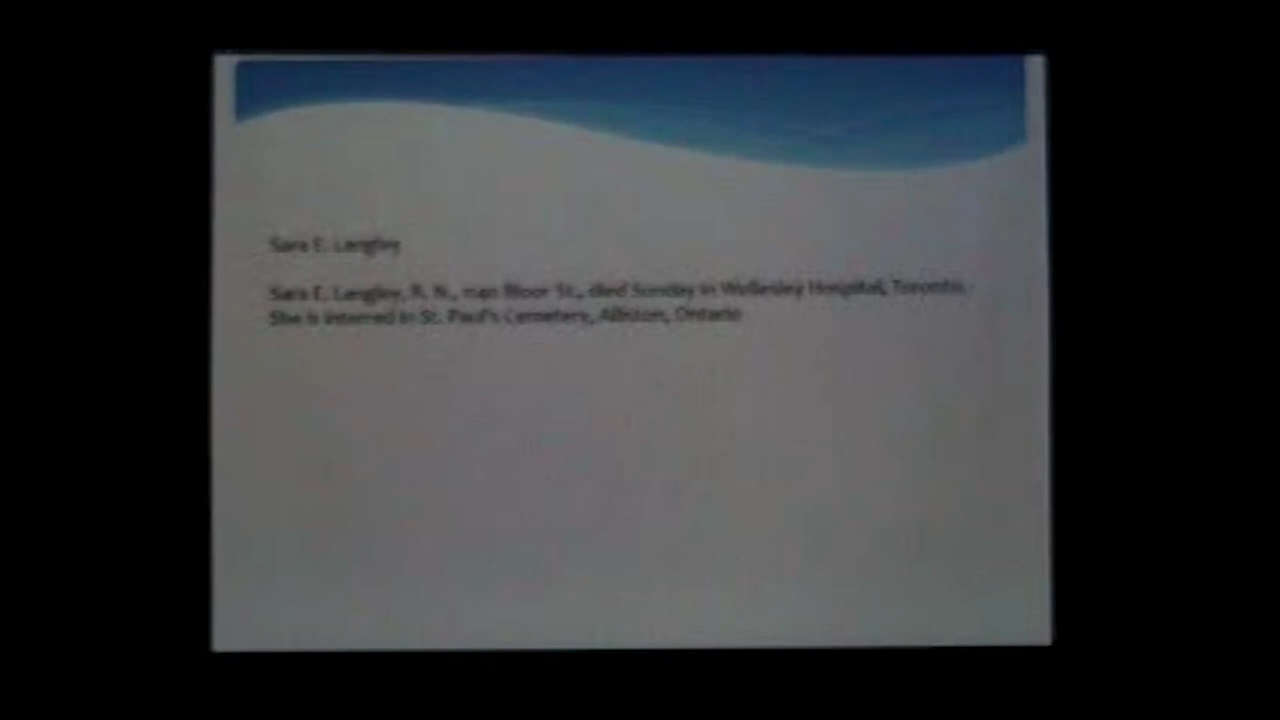 Sara E. Langley
Sara E. Langley, R. N., Bloor St., died Sunday in Wellesley Hospital, Toronto.
She is interred in St. Paul's Cemetery, Alliston, Ontario